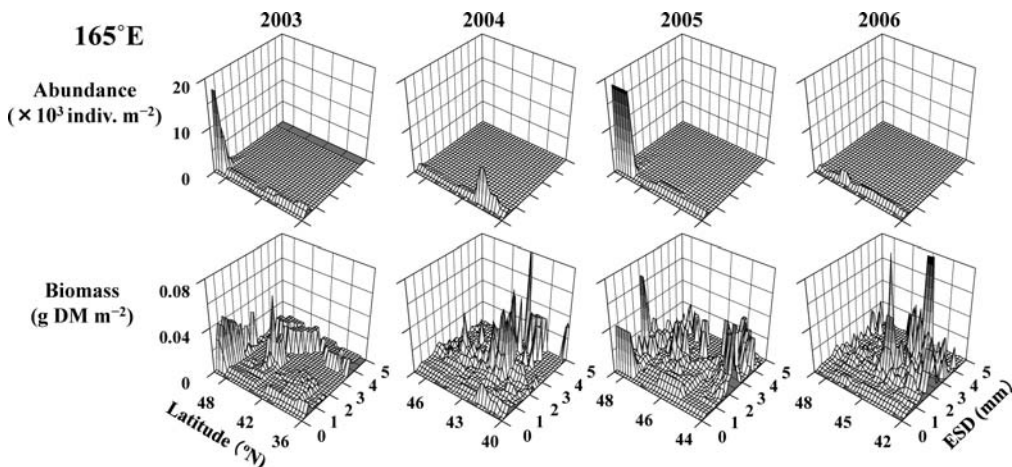 165°E
2003 2004 2005 2006
Abundance
(× 10³ indiv. m⁻²)
20
10
0
Biomass
(g DM m⁻²)
0.08
0.04
0
48 42 36
0 1 2 3 4 5
46 43 40
0 1 2 3 4 5
48 46 44
0 1 2 3 4 5
48 45 42
0 1 2 3 4 5
Latitude (°N)
ESD (mm)